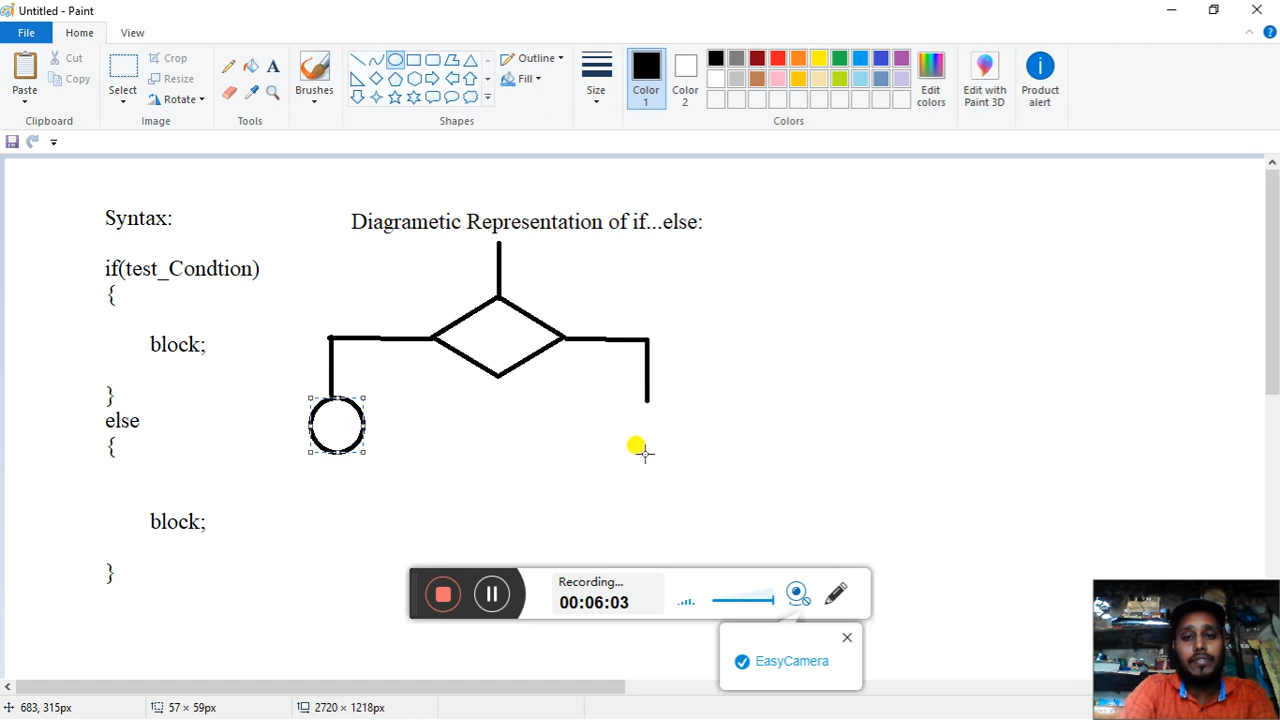 Untitled - Paint
File
Home
View
Paste
Cut
Copy
Clipboard
Select
Crop
Resize
Rotate
Image
A
Tools
Brushes
Outline
Fill
Shapes
Size
Color
1
Color
2
Edit
colors
Colors
Edit with
Paint 3D
Product
alert
Syntax:
Diagrametic Representation of if...else:
if(test_Condtion)
{
block;
}
else
{
block;
}
Recording...
00:06:03
EasyCamera
683, 315px
57 × 59px
2720 × 1218px